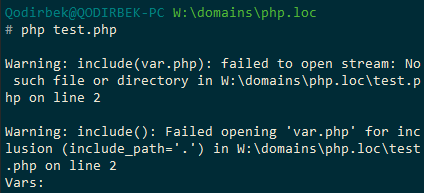 Qodirbek@QODIRBEK-PC W:\domains\php.loc
# php test.php
Warning: include(var.php): failed to open stream: No
such file or directory in W:\domains\php.loc\test.p
hp on line 2
Warning: include(): Failed opening 'var.php' for inc
lusion (include_path='.') in W:\domains\php.loc\test
.php on line 2
Vars: